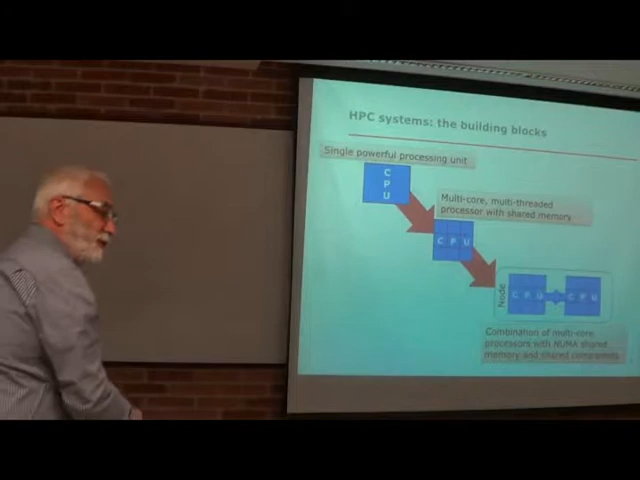 HPC systems: the building blocks
Single powerful processing unit
C
P
U
Multi-core, multi-threaded
processor with shared memory
C P U
Node
C P U
C P U
Combination of multi-core
processors with NUMA shared
memory and shared components